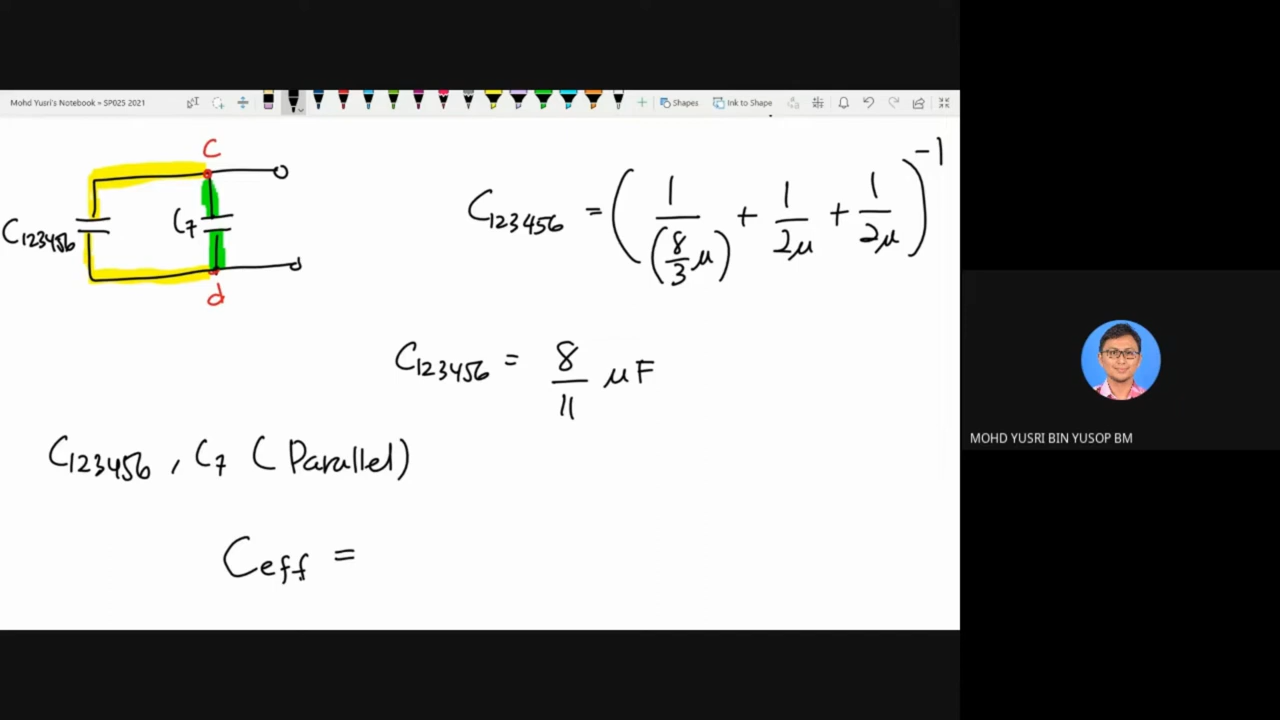 Mohd Yusri's Notebook » SP025 2021
Shapes
Ink to Shape
C
C₁₂₃₄₅₆
C₇
d
C₁₂₃₄₅₆ = (1/(8/3 μ) + 1/2μ + 1/2μ)⁻¹
C₁₂₃₄₅₆ = 8/11 μF
C₁₂₃₄₅₆ , C₇ (Parallel)
Ceff =
MOHD YUSRI BIN YUSOP BM